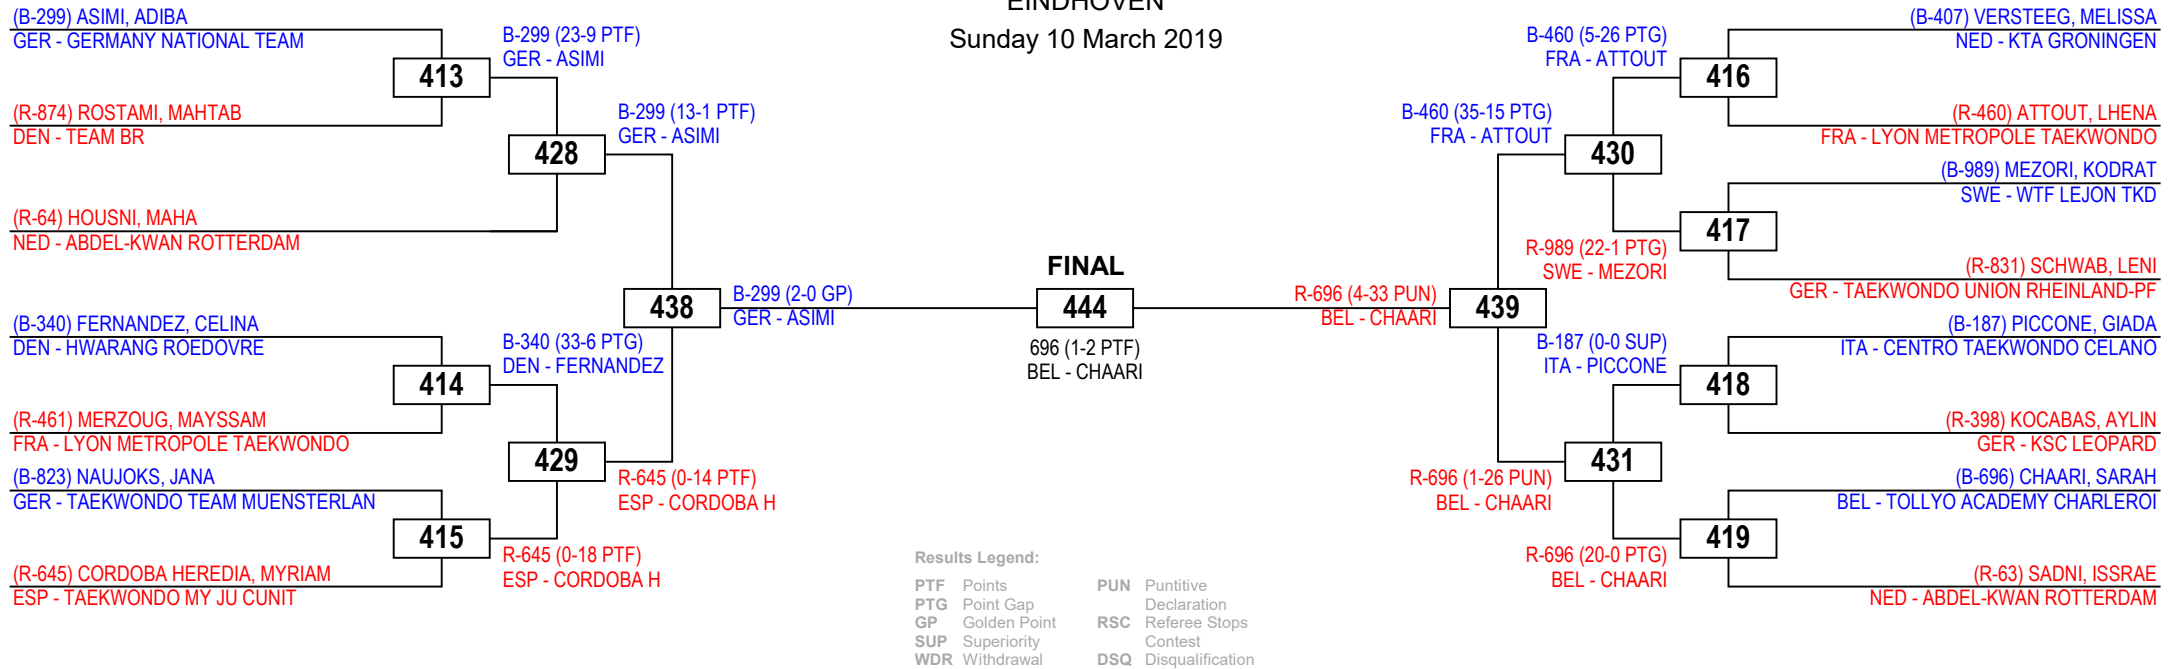 EINDHOVEN
Sunday 10 March 2019
(B-299) ASIMI, ADIBA
GER - GERMANY NATIONAL TEAM
413
(R-874) ROSTAMI, MAHTAB
DEN - TEAM BR
B-299 (23-9 PTF)
GER - ASIMI
428
(R-64) HOUSNI, MAHA
NED - ABDEL-KWAN ROTTERDAM
B-299 (13-1 PTF)
GER - ASIMI
438
(B-340) FERNANDEZ, CELINA
DEN - HWARANG ROEDOVRE
414
(R-461) MERZOUG, MAYSSAM
FRA - LYON METROPOLE TAEKWONDO
B-340 (33-6 PTG)
DEN - FERNANDEZ
429
(B-823) NAUJOKS, JANA
GER - TAEKWONDO TEAM MUENSTERLAN
415
(R-645) CORDOBA HEREDIA, MYRIAM
ESP - TAEKWONDO MY JU CUNIT
R-645 (0-18 PTF)
ESP - CORDOBA H
R-645 (0-14 PTF)
ESP - CORDOBA H
B-299 (2-0 GP)
GER - ASIMI
FINAL
444
696 (1-2 PTF)
BEL - CHAARI
R-696 (4-33 PUN)
BEL - CHAARI
439
B-460 (35-15 PTG)
FRA - ATTOUT
430
B-460 (5-26 PTG)
FRA - ATTOUT
(B-407) VERSTEEG, MELISSA
NED - KTA GRONINGEN
416
(R-460) ATTOUT, LHENA
FRA - LYON METROPOLE TAEKWONDO
(B-989) MEZORI, KODRAT
SWE - WTF LEJON TKD
417
R-989 (22-1 PTG)
SWE - MEZORI
(R-831) SCHWAB, LENI
GER - TAEKWONDO UNION RHEINLAND-PF
B-187 (0-0 SUP)
ITA - PICCONE
(B-187) PICCONE, GIADA
ITA - CENTRO TAEKWONDO CELANO
418
(R-398) KOCABAS, AYLIN
GER - KSC LEOPARD
431
R-696 (1-26 PUN)
BEL - CHAARI
(B-696) CHAARI, SARAH
BEL - TOLLYO ACADEMY CHARLEROI
419
R-696 (20-0 PTG)
BEL - CHAARI
(R-63) SADNI, ISSRAE
NED - ABDEL-KWAN ROTTERDAM
Results Legend:
PTF Points
PTG Point Gap
GP Golden Point
SUP Superiority
WDR Withdrawal
PUN Puntitive
Declaration
RSC Referee Stops
Contest
DSQ Disqualification